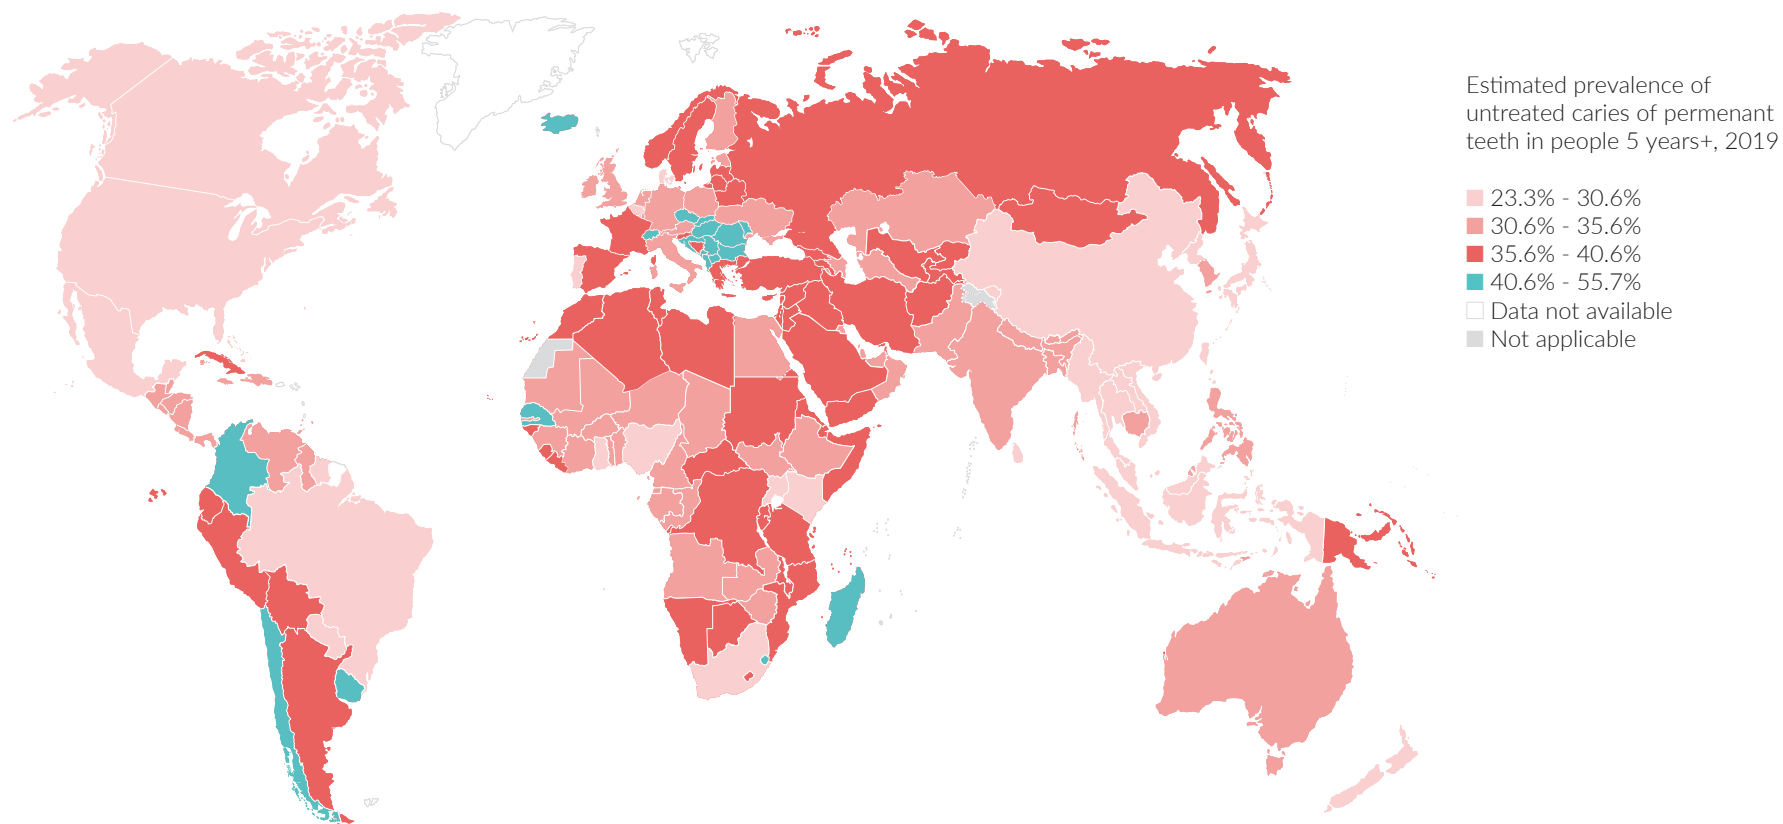 Estimated prevalence of
untreated caries of permenant
teeth in people 5 years+, 2019
23.3% - 30.6%
30.6% - 35.6%
35.6% - 40.6%
40.6% - 55.7%
Data not available
Not applicable